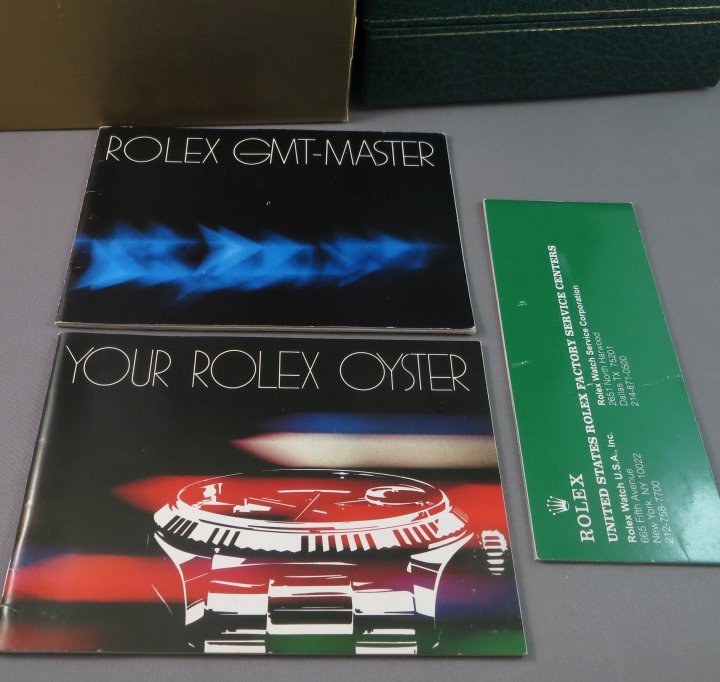 ROLEX GMT-MASTER
YOUR ROLEX OYSTER
ROLEX
UNITED STATES ROLEX FACTORY SERVICE CENTERS
Rolex Watch U.S.A., Inc.
665 Fifth Avenue
New York, NY 10022
212-758-7700
Rolex Watch Service Corporation
2651 North Harwood
Dallas TX 75201
214-871-0500